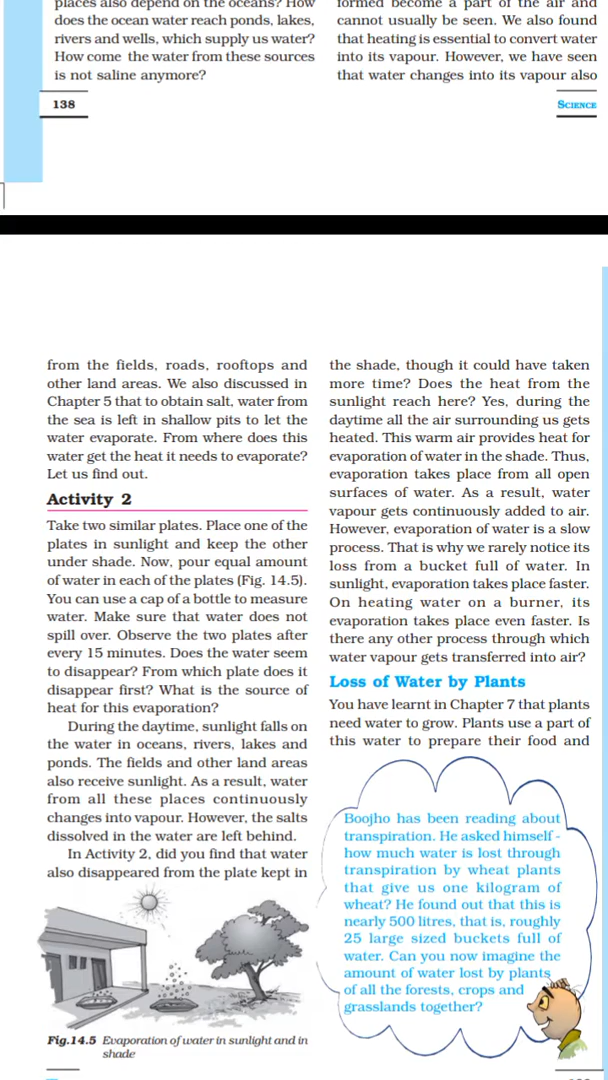 places also depend on the oceans? How
does the ocean water reach ponds, lakes,
rivers and wells, which supply us water?
How come the water from these sources
is not saline anymore?
formed become a part of the air and
cannot usually be seen. We also found
that heating is essential to convert water
into its vapour. However, we have seen
that water changes into its vapour also
138
SCIENCE
from the fields, roads, rooftops and
other land areas. We also discussed in
Chapter 5 that to obtain salt, water from
the sea is left in shallow pits to let the
water evaporate. From where does this
water get the heat it needs to evaporate?
Let us find out.
Activity 2
Take two similar plates. Place one of the
plates in sunlight and keep the other
under shade. Now, pour equal amount
of water in each of the plates (Fig. 14.5).
You can use a cap of a bottle to measure
water. Make sure that water does not
spill over. Observe the two plates after
every 15 minutes. Does the water seem
to disappear? From which plate does it
disappear first? What is the source of
heat for this evaporation?
During the daytime, sunlight falls on
the water in oceans, rivers, lakes and
ponds. The fields and other land areas
also receive sunlight. As a result, water
from all these places continuously
changes into vapour. However, the salts
dissolved in the water are left behind.
In Activity 2, did you find that water
also disappeared from the plate kept in
Fig.14.5 Evaporation of water in sunlight and in
shade
the shade, though it could have taken
more time? Does the heat from the
sunlight reach here? Yes, during the
daytime all the air surrounding us gets
heated. This warm air provides heat for
evaporation of water in the shade. Thus,
evaporation takes place from all open
surfaces of water. As a result, water
vapour gets continuously added to air.
However, evaporation of water is a slow
process. That is why we rarely notice its
loss from a bucket full of water. In
sunlight, evaporation takes place faster.
On heating water on a burner, its
evaporation takes place even faster. Is
there any other process through which
water vapour gets transferred into air?
Loss of Water by Plants
You have learnt in Chapter 7 that plants
need water to grow. Plants use a part of
this water to prepare their food and
Boojho has been reading about
transpiration. He asked himself -
how much water is lost through
transpiration by wheat plants
that give us one kilogram of
wheat? He found out that this is
nearly 500 litres, that is, roughly
25 large sized buckets full of
water. Can you now imagine the
amount of water lost by plants
of all the forests, crops and
grasslands together?